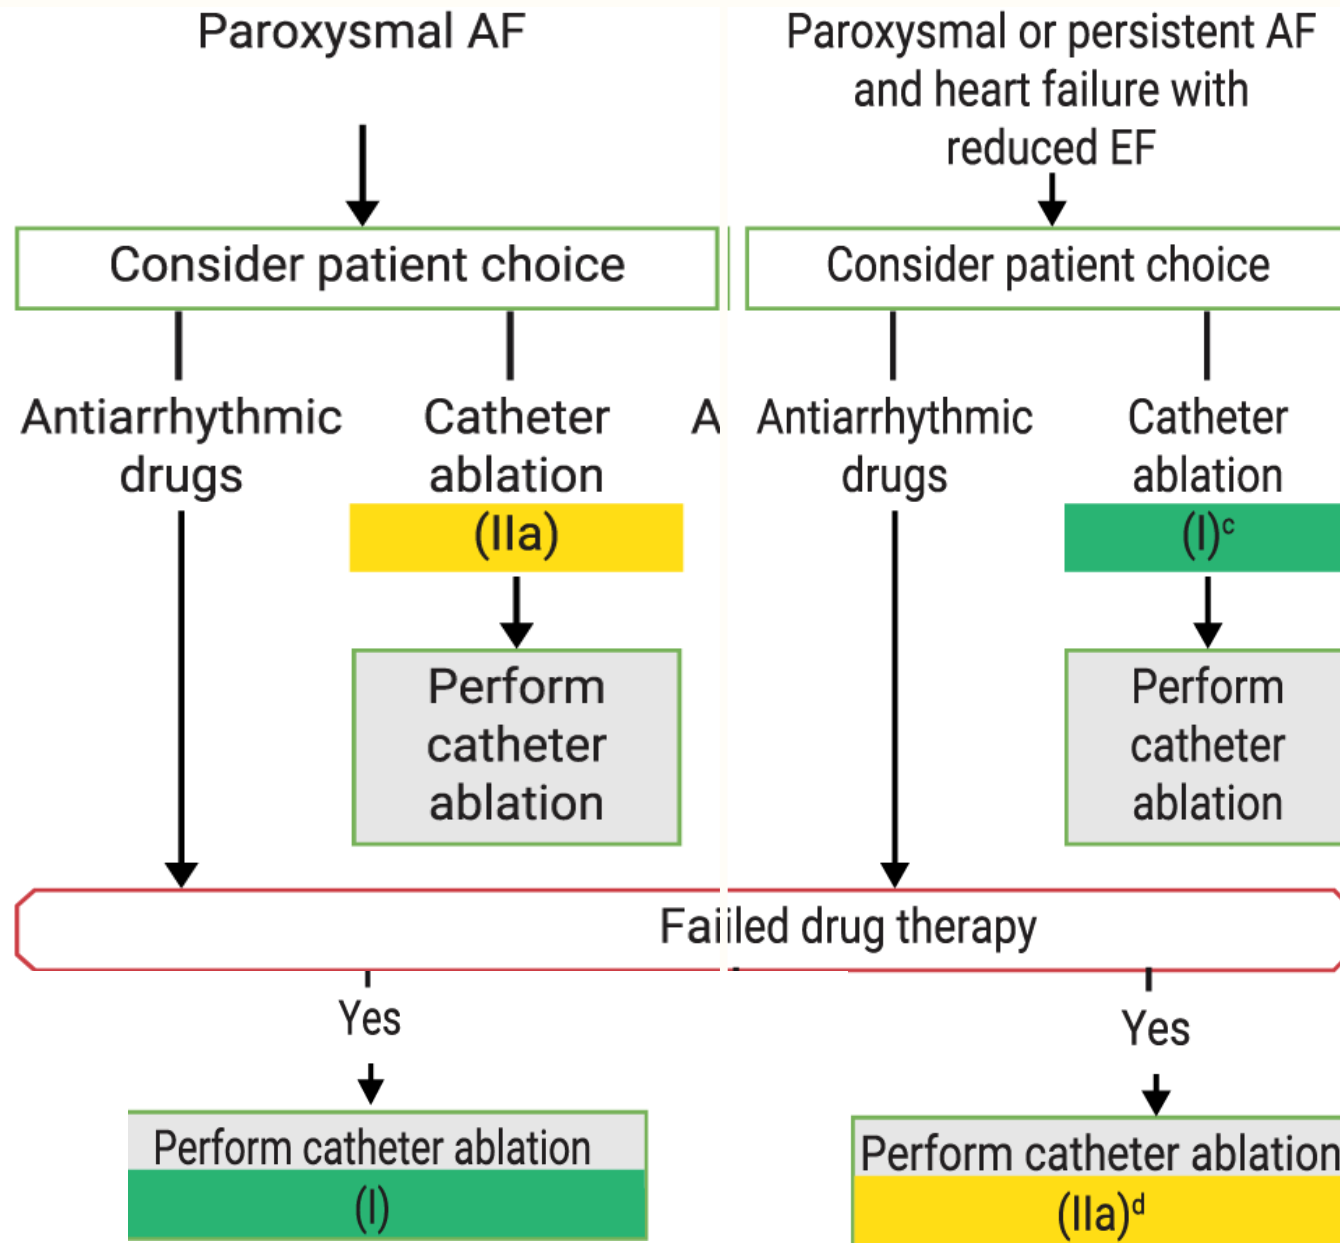 Paroxysmal AF
Paroxysmal or persistent AF
and heart failure with
reduced EF
Consider patient choice
Consider patient choice
Antiarrhythmic
drugs
Catheter
ablation
(IIa)
A
Antiarrhythmic
drugs
Catheter
ablation
(I)ᶜ
Perform
catheter
ablation
Perform
catheter
ablation
Faiiled drug therapy
Yes
Yes
Perform catheter ablation
(I)
Perform catheter ablation
(IIa)ᵈ